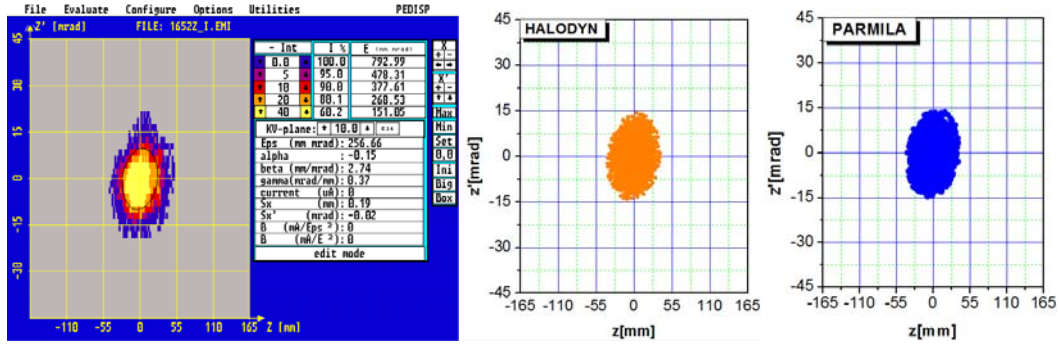 File Evaluate Configure Options Utilities PEDISP
Z' [mrad] FILE: 1652Z_I.EMI
45
30
15
0
-15
-30
-110 -55 0 55 110 165 Z [mm]
- Int I % E (mm mrad)
0.0 100.0 792.99
5 95.0 478.31
10 90.0 377.61
20 80.1 260.53
40 60.2 151.05
KV-plane: 10.0
Eps (mm mrad): 256.66
alpha : -0.15
beta (mm/mrad): 2.74
gamma(mrad/mm): 0.37
current (uA): 0
Sx (mm): 0.19
Sx' (mrad): -0.02
B (mA/Eps ²): 0
B (mA/E ²): 0
edit mode
X
+ -
X'
+ -
Max
Min
Set
0,0
Ini
Big
Box
HALODYN
z'[mrad]
45
30
15
0
-15
-30
-45
-165 -110 -55 0 55 110 165
z[mm]
PARMILA
z'[mrad]
45
30
15
0
-15
-30
-45
-165 -110 -55 0 55 110 165
z[mm]